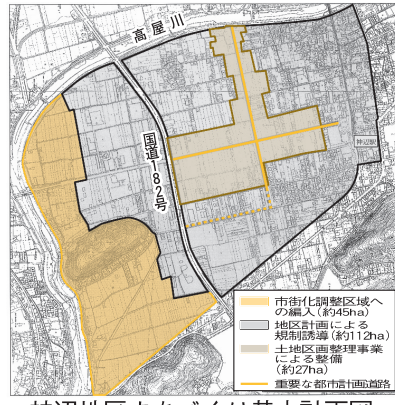 高屋川
国道182号
神辺駅
市街化調整区域へ
の編入(約45ha)
地区計画による
規制誘導(約112ha)
土地区画整理事業
による整備
(約27ha)
重要な都市計画道路